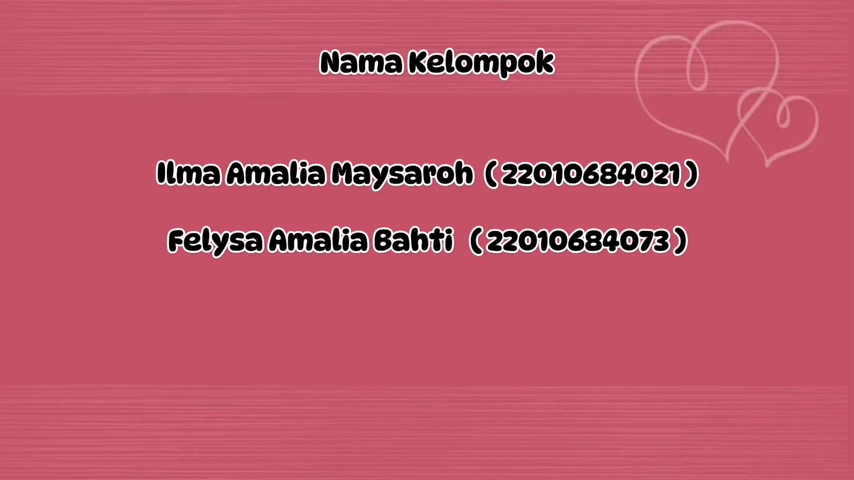 Nama Kelompok
Ilma Amalia Maysaroh ( 22010684021 )
Felysa Amalia Bahti ( 22010684073 )